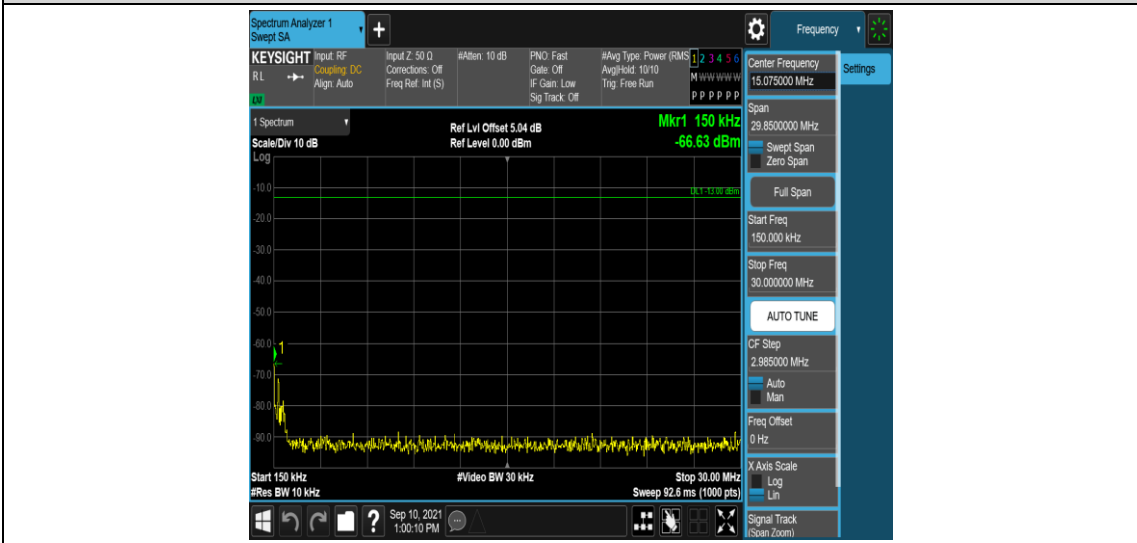 Spectrum Analyzer 1
Swept SA
+
Frequency
KEYSIGHT
Input: RF
Coupling: DC
Align: Auto
Input Z: 50 Ω
Corrections: Off
Freq Ref: Int (S)
#Atten: 10 dB
PNO: Fast
Gate: Off
IF Gain: Low
Sig Track: Off
#Avg Type: Power (RMS
Avg|Hold: 10/10
Trig: Free Run
1 2 3 4 5 6
M W W W W W
P P P P P P
R L
1 Spectrum
Scale/Div 10 dB
Log
Ref Lvl Offset 5.04 dB
Ref Level 0.00 dBm
Mkr1 150 kHz
-66.63 dBm
DL1 -13.00 dBm
-10.0
-20.0
-30.0
-40.0
-50.0
-60.0
1
-70.0
-80.0
-90.0
Start 150 kHz
#Res BW 10 kHz
#Video BW 30 kHz
Stop 30.00 MHz
Sweep 92.6 ms (1000 pts)
?
Sep 10, 2021
1:00:10 PM
Center Frequency
15.075000 MHz
Settings
Span
29.8500000 MHz
Swept Span
Zero Span
Full Span
Start Freq
150.000 kHz
Stop Freq
30.000000 MHz
AUTO TUNE
CF Step
2.985000 MHz
Auto
Man
Freq Offset
0 Hz
X Axis Scale
Log
Lin
Signal Track
(Span Zoom)